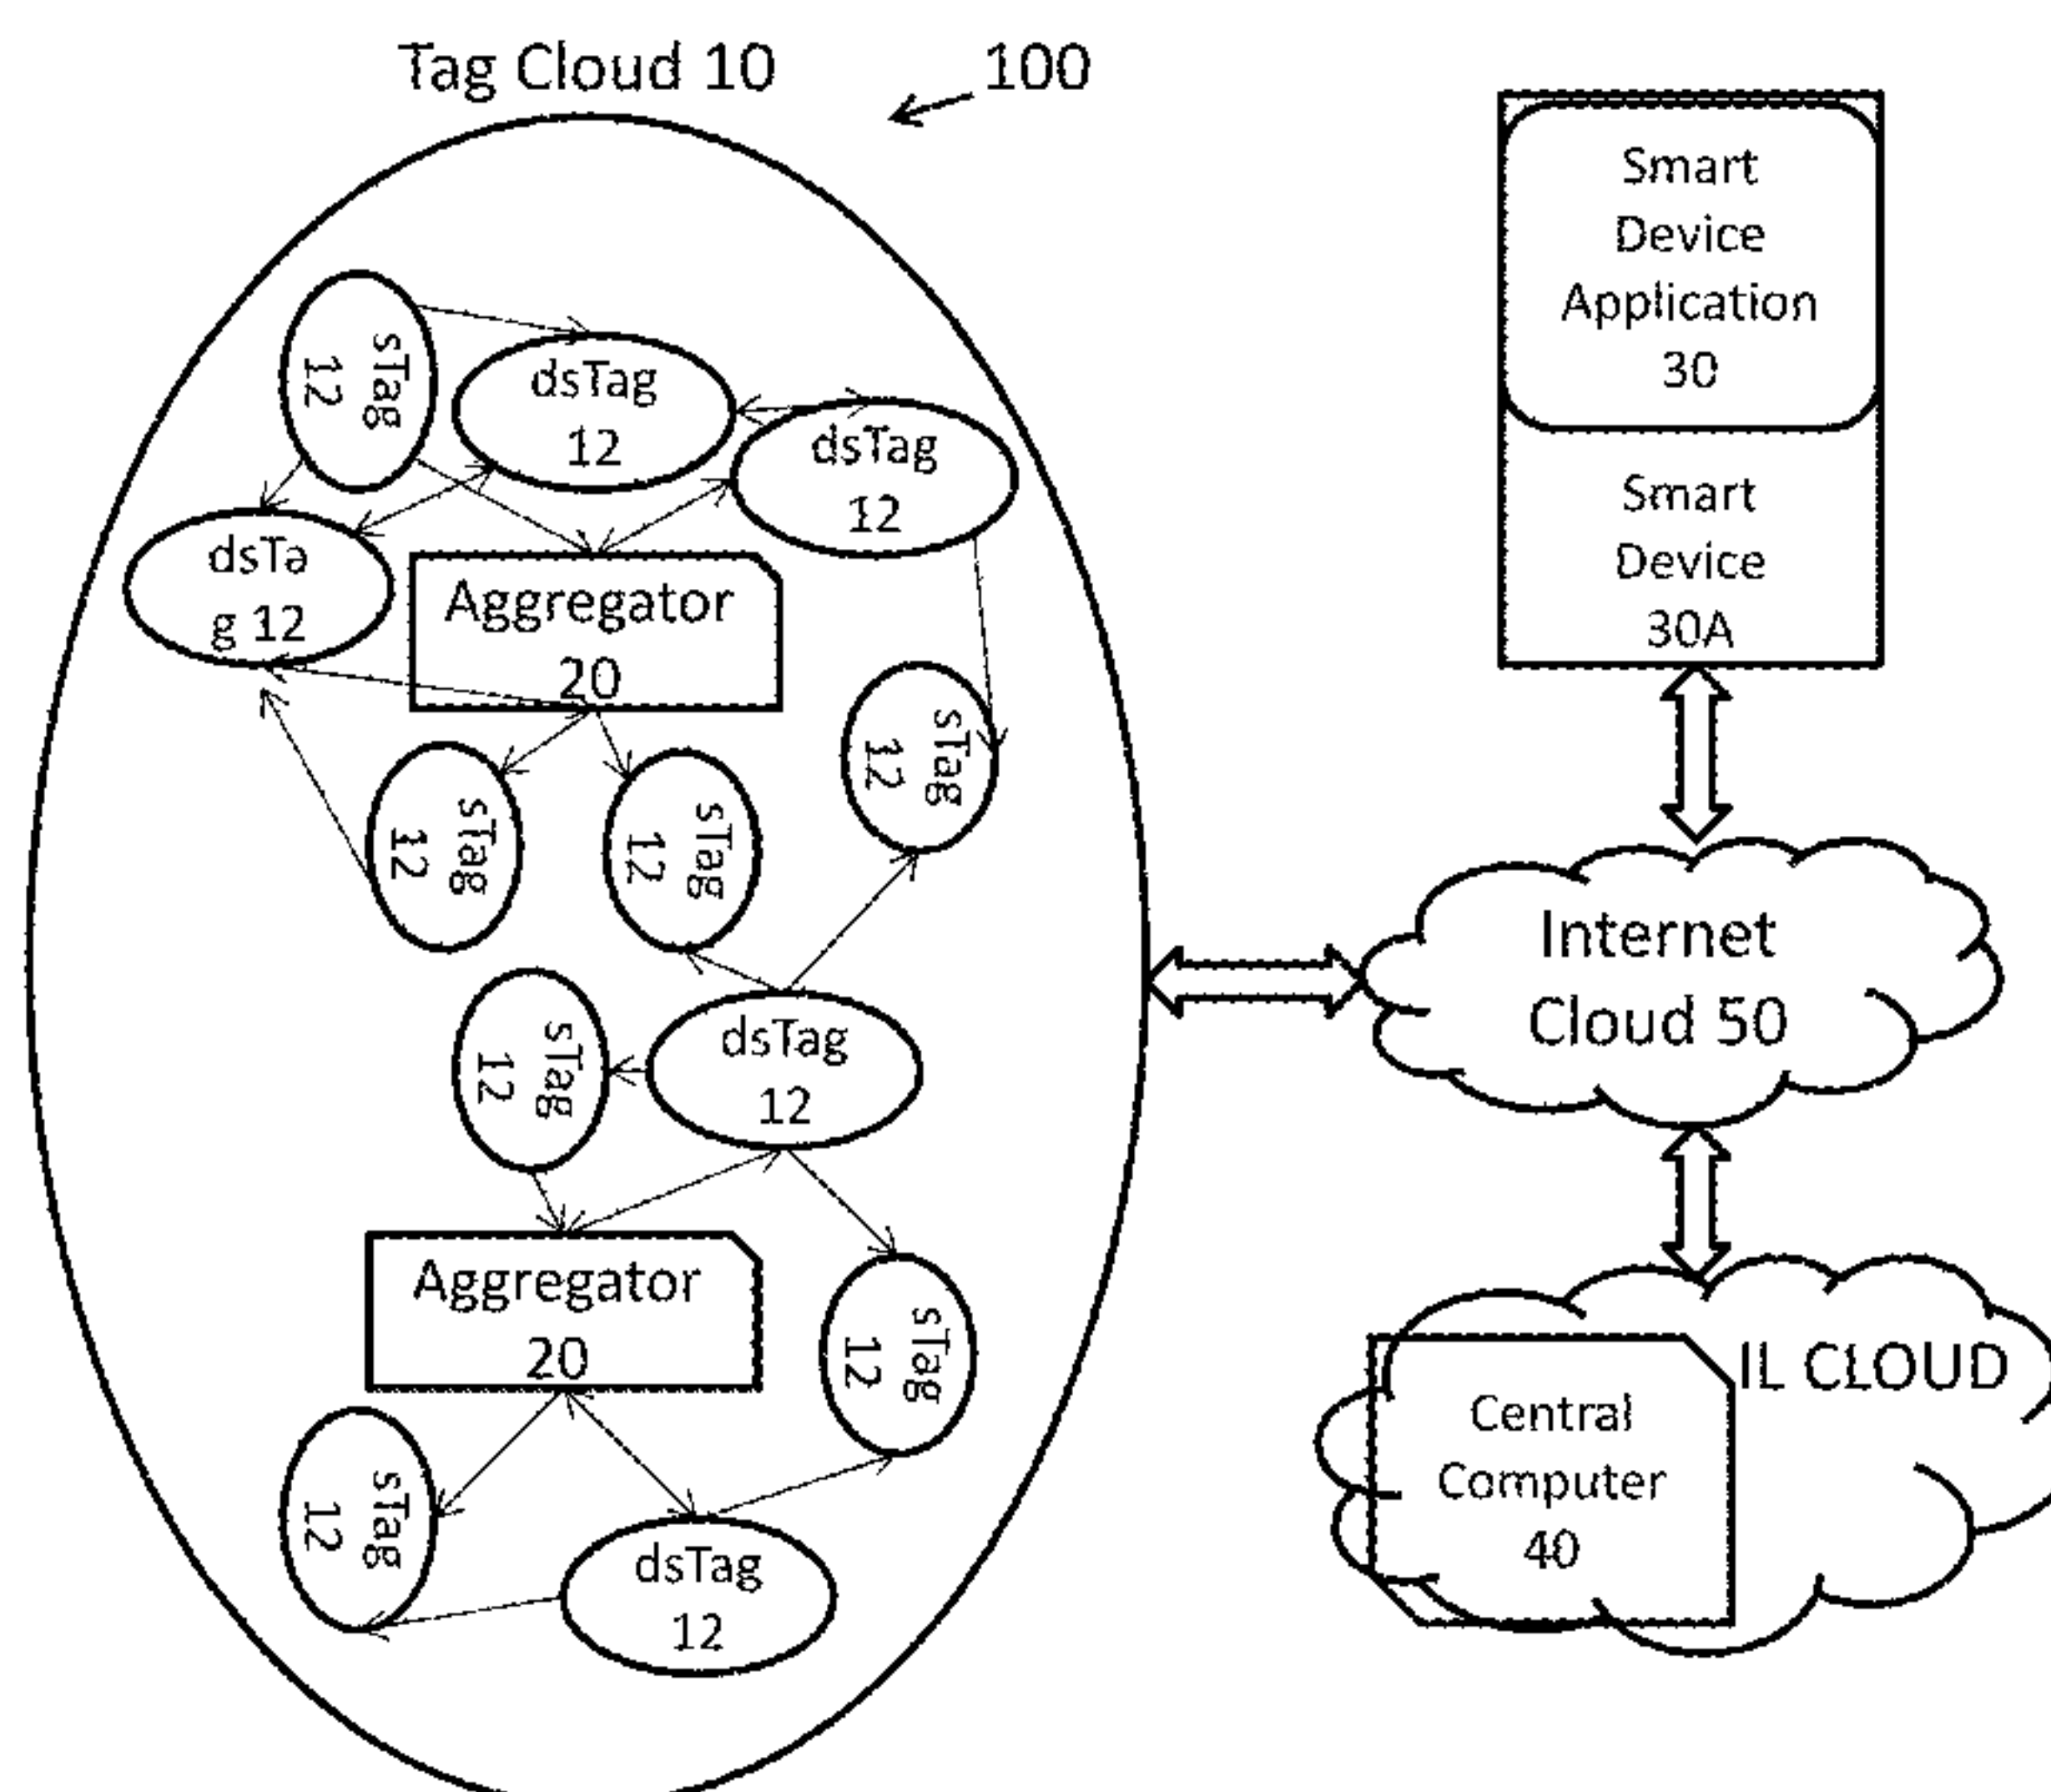 Tag Cloud 10
100
sTag
12
dsTag
12
dsTag
12
dsTa
g 12
Aggregator
20
sTag
12
sTag
12
sTag
12
sTag
12
dsTag
12
Aggregator
20
sTag
12
sTag
12
dsTag
12
Smart
Device
Application
30
Smart
Device
30A
Internet
Cloud 50
IL CLOUD
Central
Computer
40